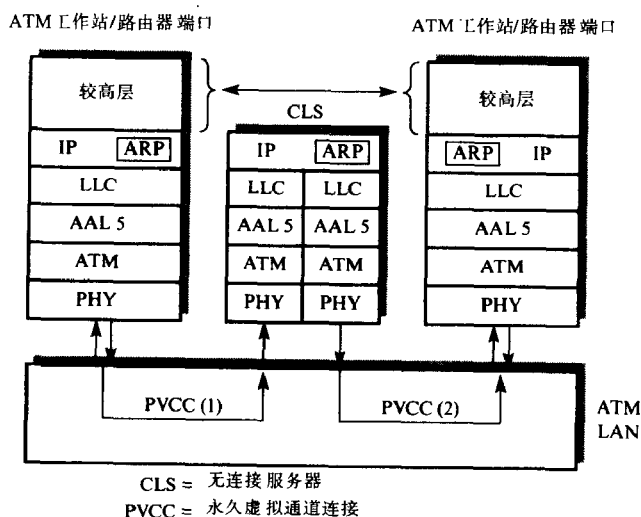 ATM 工作站/路由器端口
ATM 工作站/路由器端口
较高层
IP ARP
LLC
AAL 5
ATM
PHY
CLS
IP ARP
LLC LLC
AAL 5 AAL 5
ATM ATM
PHY PHY
较高层
ARP IP
LLC
AAL 5
ATM
PHY
PVCC (1)
PVCC (2)
ATM
LAN
CLS = 无连接服务器
PVCC = 永久虚拟通道连接